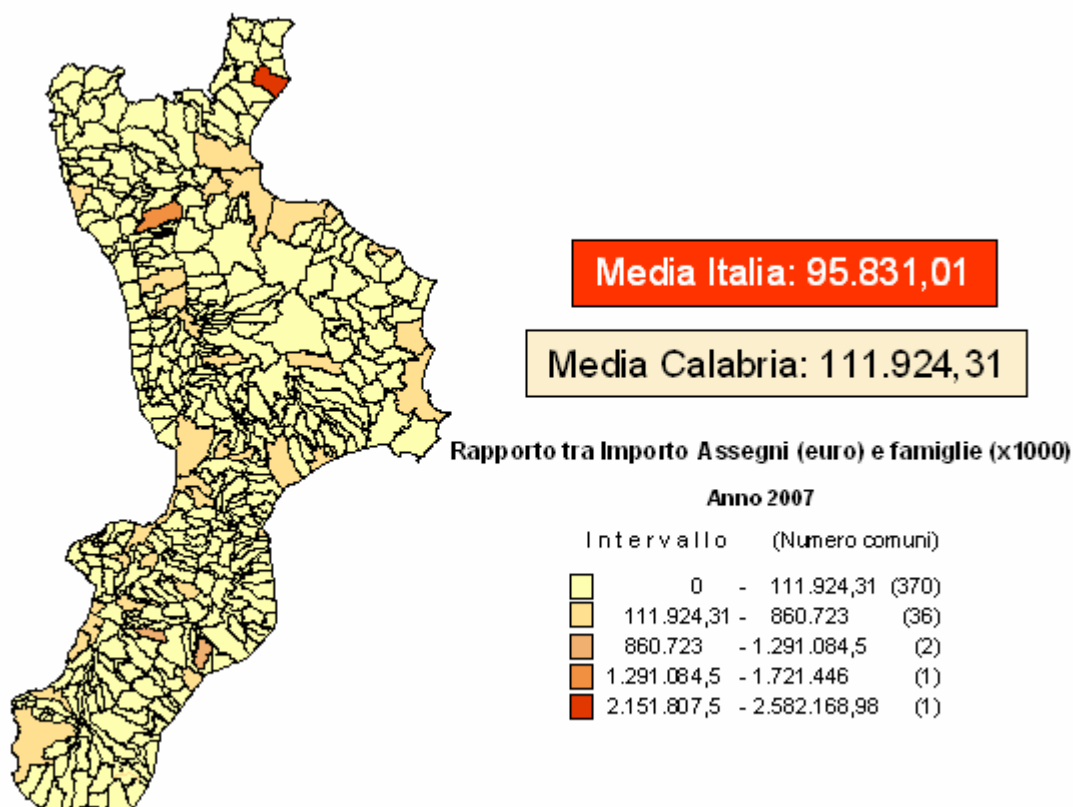 Media Italia: 95.831,01
Media Calabria: 111.924,31
Rapporto tra Importo Assegni (euro) e famiglie (x1000)
Anno 2007
Intervallo (Numero comuni)
0 - 111.924,31 (370)
111.924,31 - 860.723 (36)
860.723 - 1.291.084,5 (2)
1.291.084,5 - 1.721.446 (1)
2.151.807,5 - 2.582.168,98 (1)